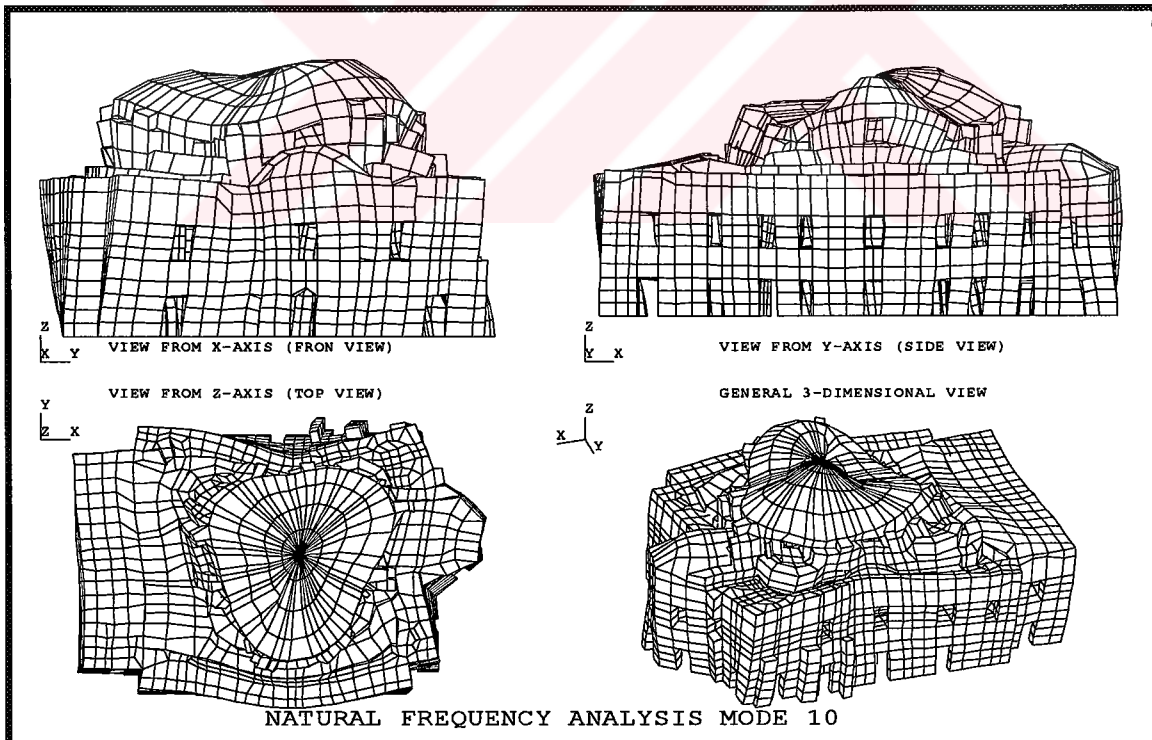 Z
X Y VIEW FROM X-AXIS (FRON VIEW)
Z
Y X VIEW FROM Y-AXIS (SIDE VIEW)
VIEW FROM Z-AXIS (TOP VIEW)
Y
Z X
GENERAL 3-DIMENSIONAL VIEW
Z
X
Y
NATURAL FREQUENCY ANALYSIS MODE 10